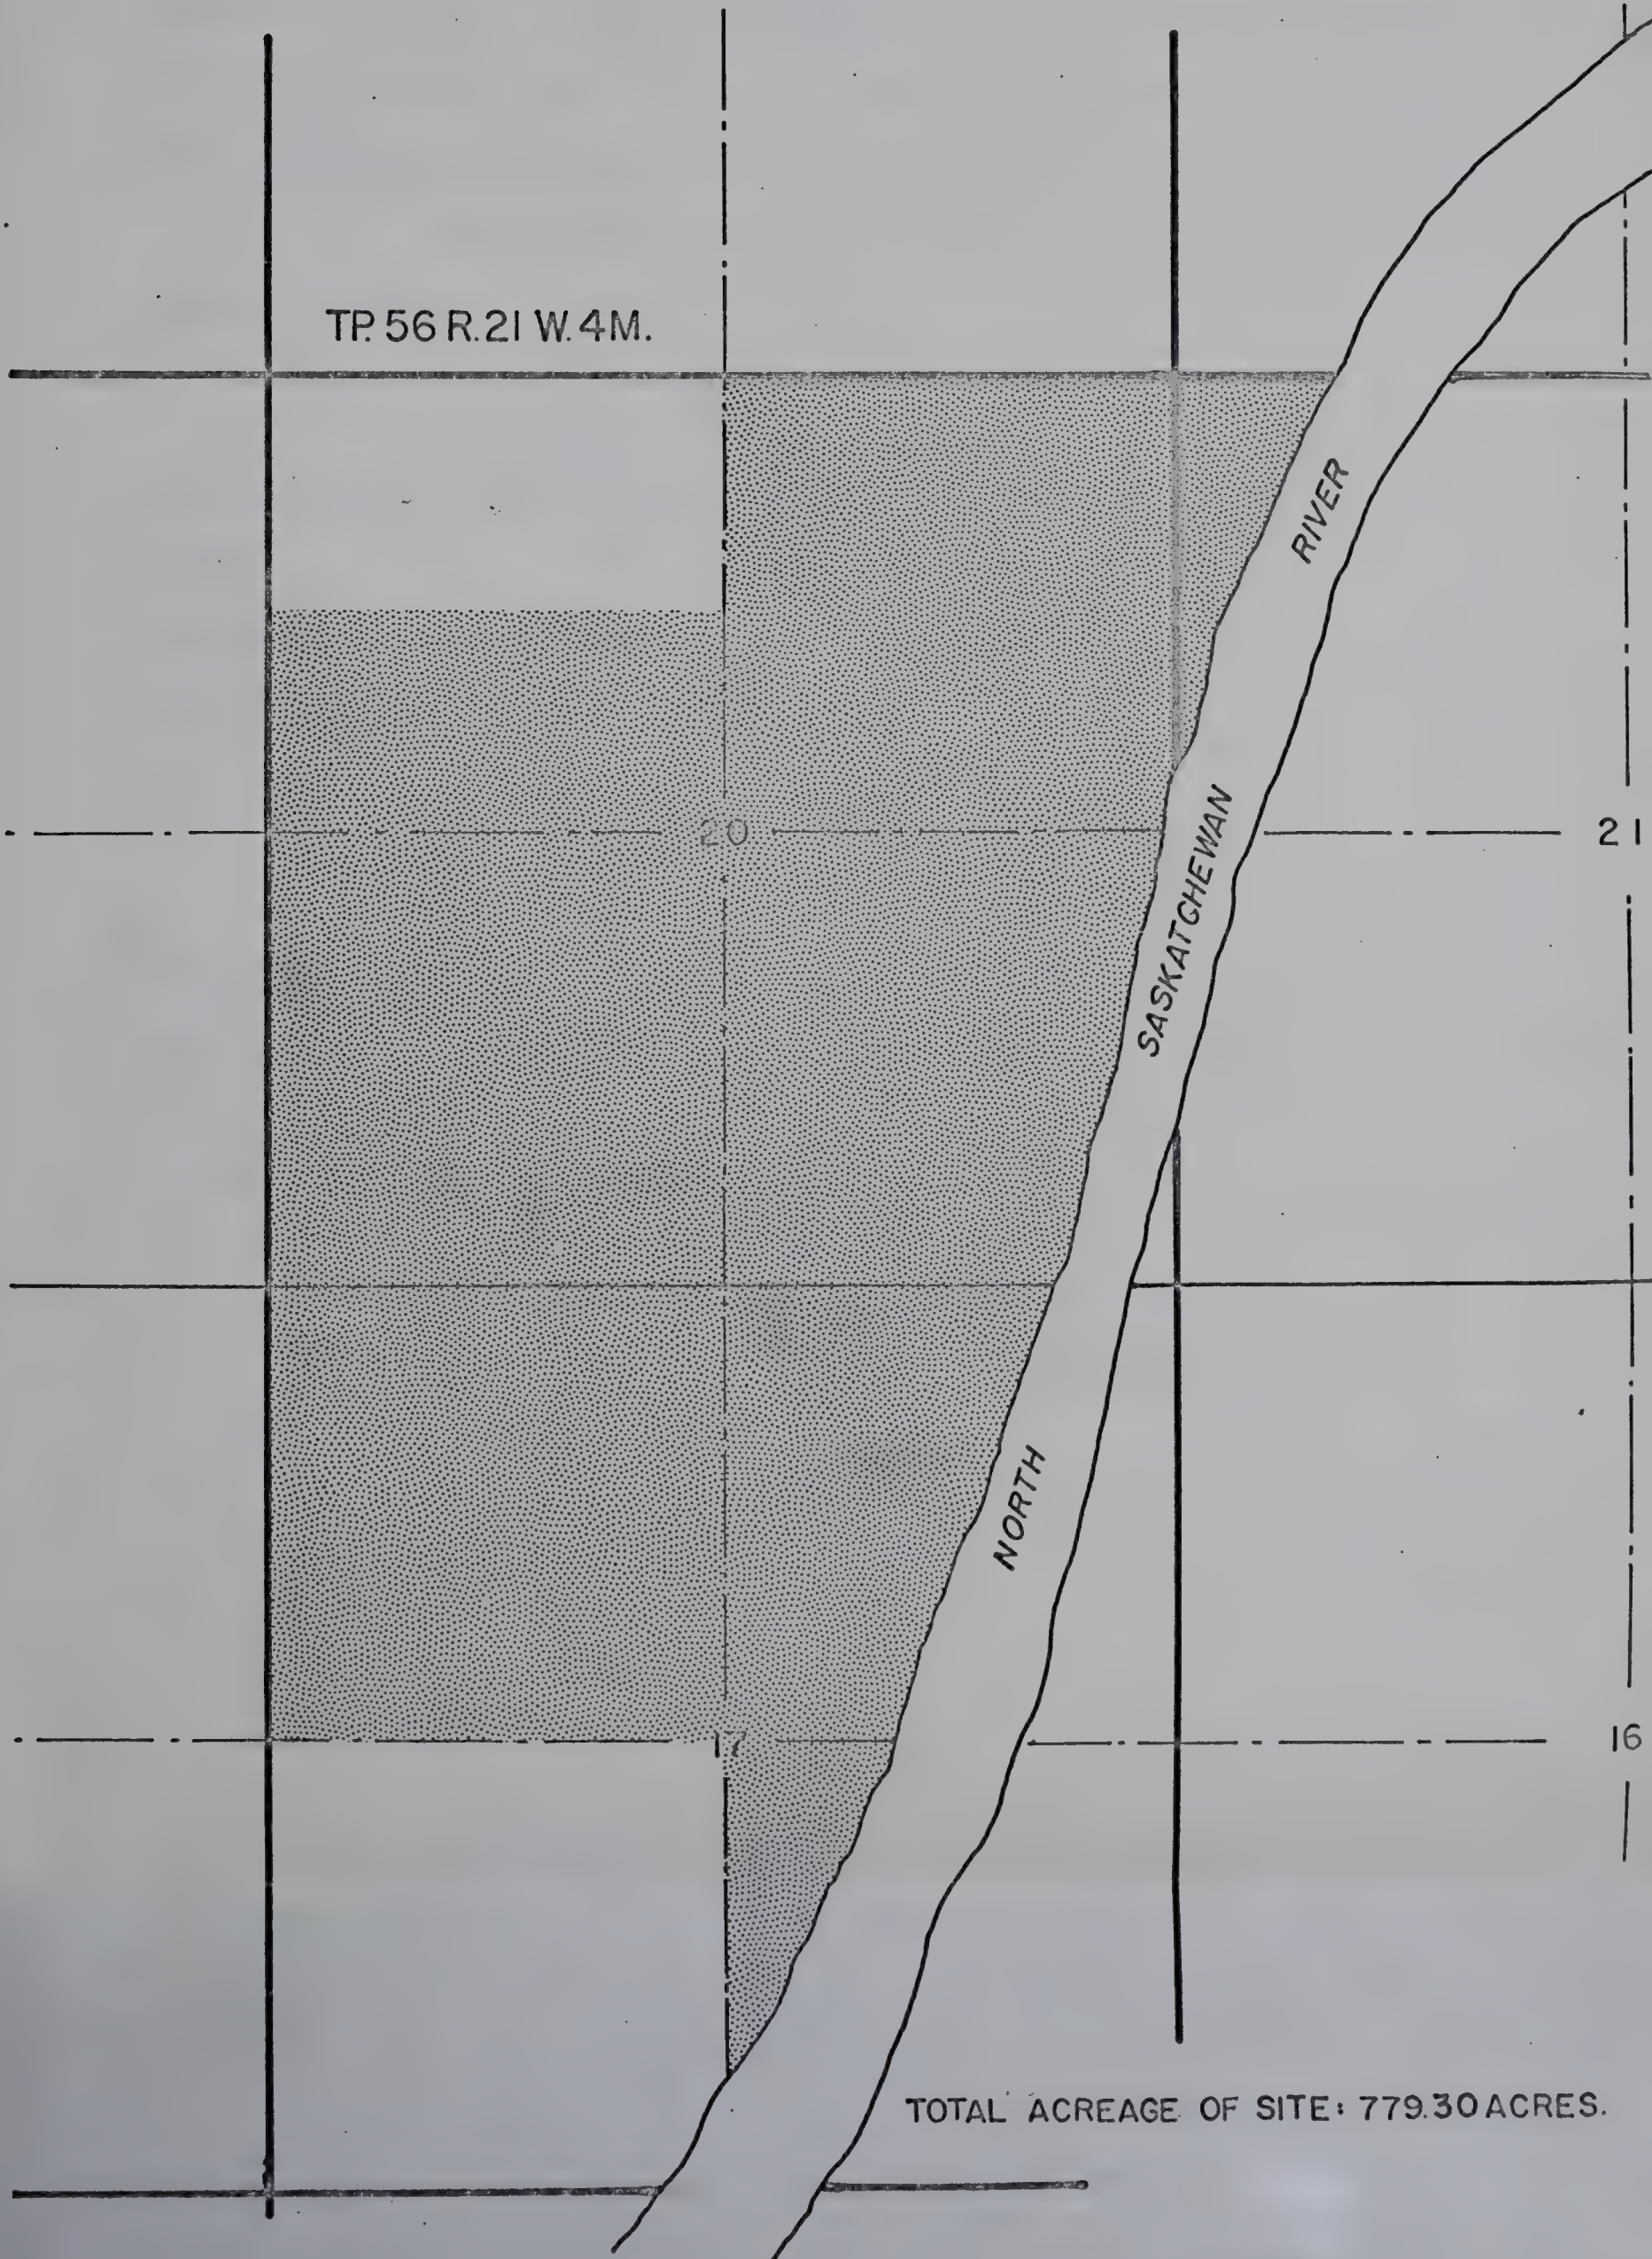 TP. 56 R. 21 W. 4 M.
RIVER
SASKATCHEWAN
20
21
NORTH
17
16
TOTAL ACREAGE OF SITE: 779.30 ACRES.